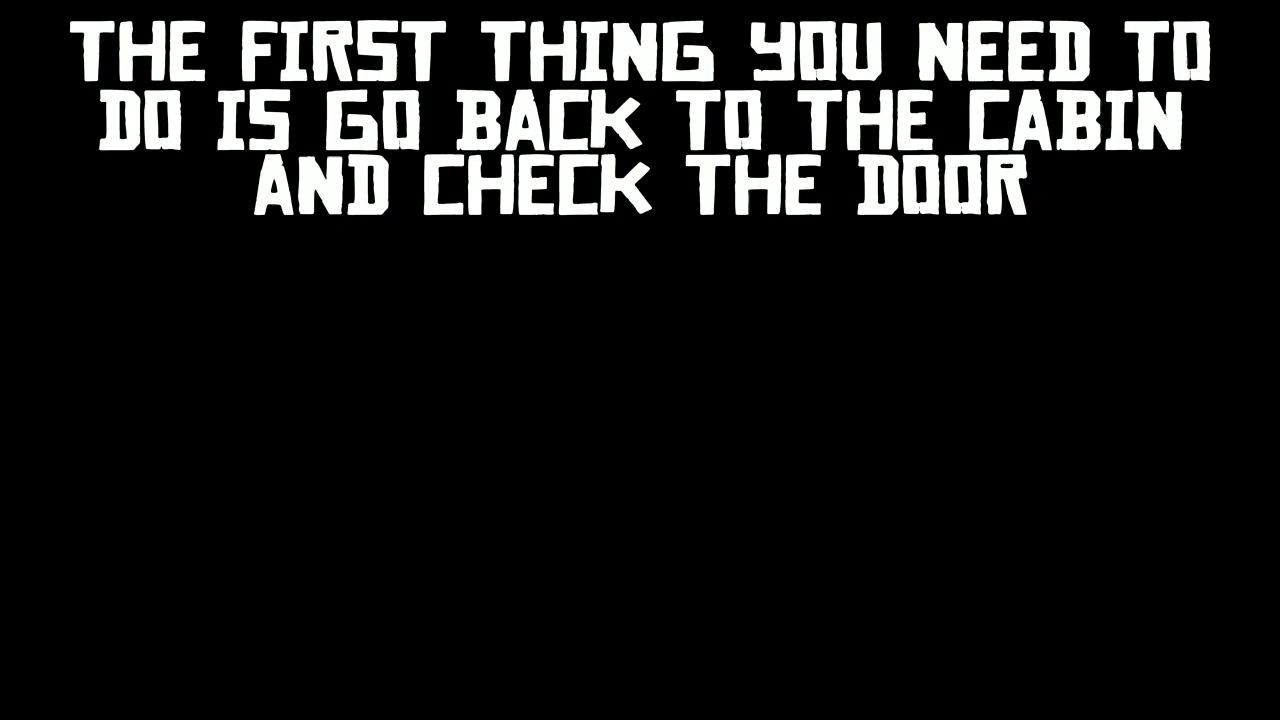 THE FIRST THING YOU NEED TO
DO IS GO BACK TO THE CABIN
AND CHECK THE DOOR